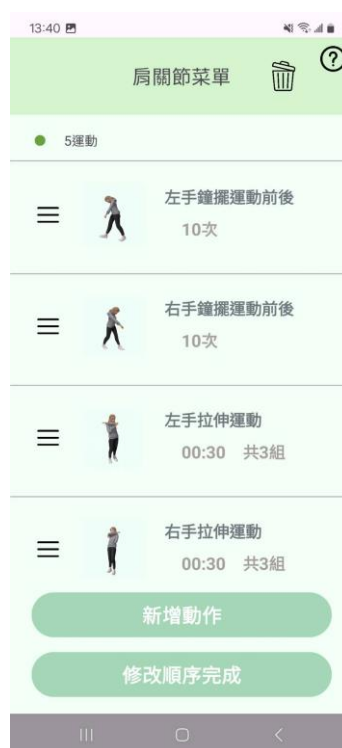 13:40
肩關節菜單
?
5運動
左手鐘擺運動前後
10次
右手鐘擺運動前後
10次
左手拉伸運動
00:30 共3組
右手拉伸運動
00:30 共3組
新增動作
修改順序完成